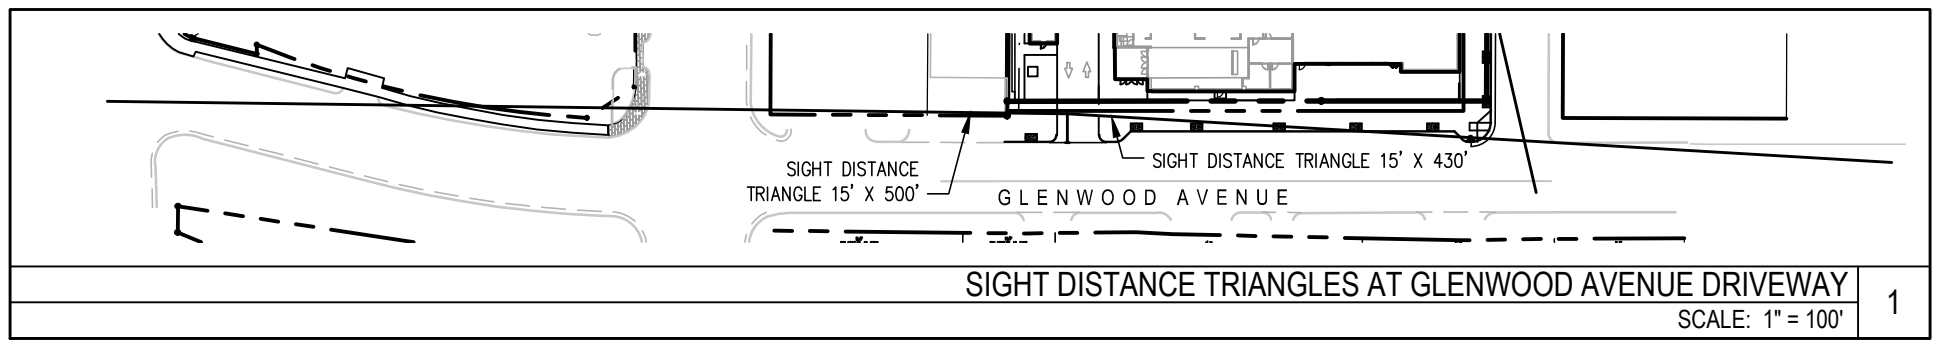 SIGHT DISTANCE
TRIANGLE 15' X 500'
SIGHT DISTANCE TRIANGLE 15' X 430'
GLENWOOD AVENUE
SIGHT DISTANCE TRIANGLES AT GLENWOOD AVENUE DRIVEWAY
SCALE: 1" = 100'
1